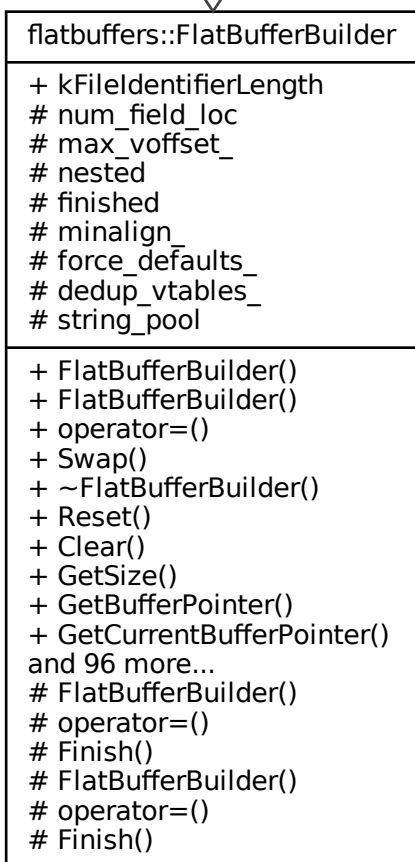 flatbuffers::FlatBufferBuilder
+ kFileIdentifierLength
# num_field_loc
# max_voffset_
# nested
# finished
# minalign_
# force_defaults_
# dedup_vtables_
# string_pool
+ FlatBufferBuilder()
+ FlatBufferBuilder()
+ operator=()
+ Swap()
+ ~FlatBufferBuilder()
+ Reset()
+ Clear()
+ GetSize()
+ GetBufferPointer()
+ GetCurrentBufferPointer()
and 96 more...
# FlatBufferBuilder()
# operator=()
# Finish()
# FlatBufferBuilder()
# operator=()
# Finish()